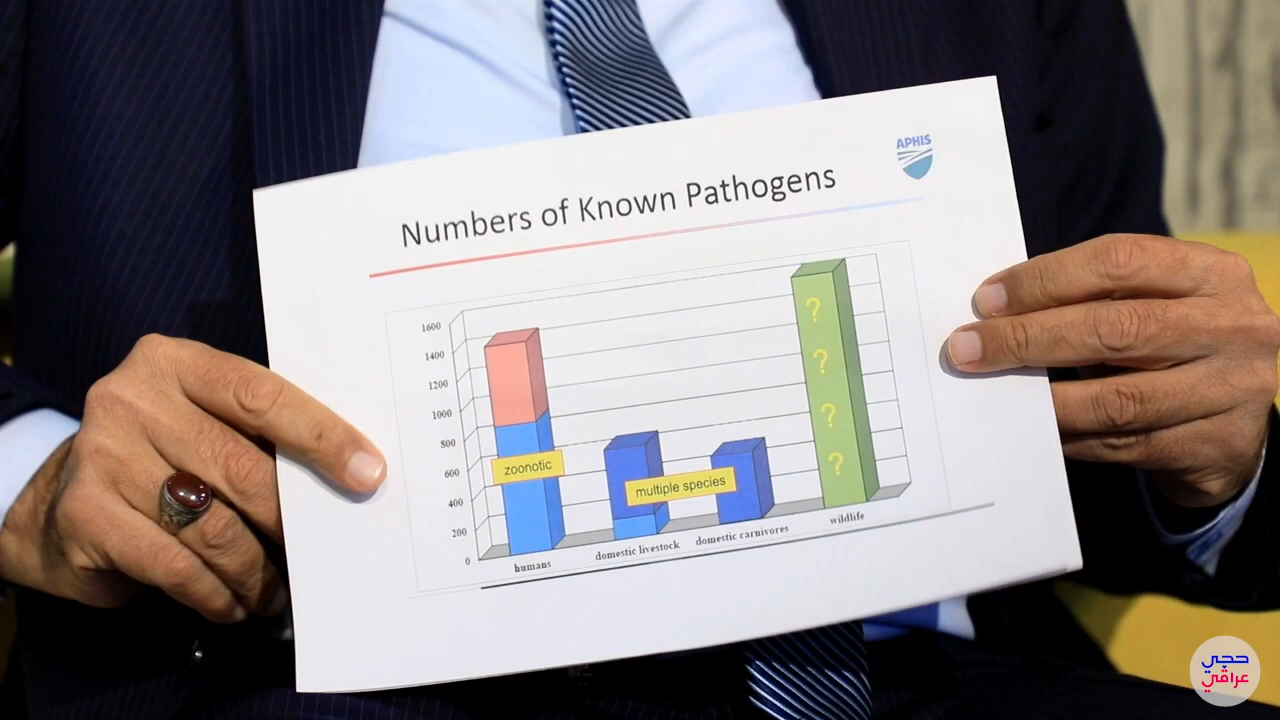 APHIS
Numbers of Known Pathogens
1600
1400
1200
1000
800
600
400
200
0
?
?
?
?
zoonotic
multiple species
humans
domestic livestock
domestic carnivores
wildlife
حچي
عراقي